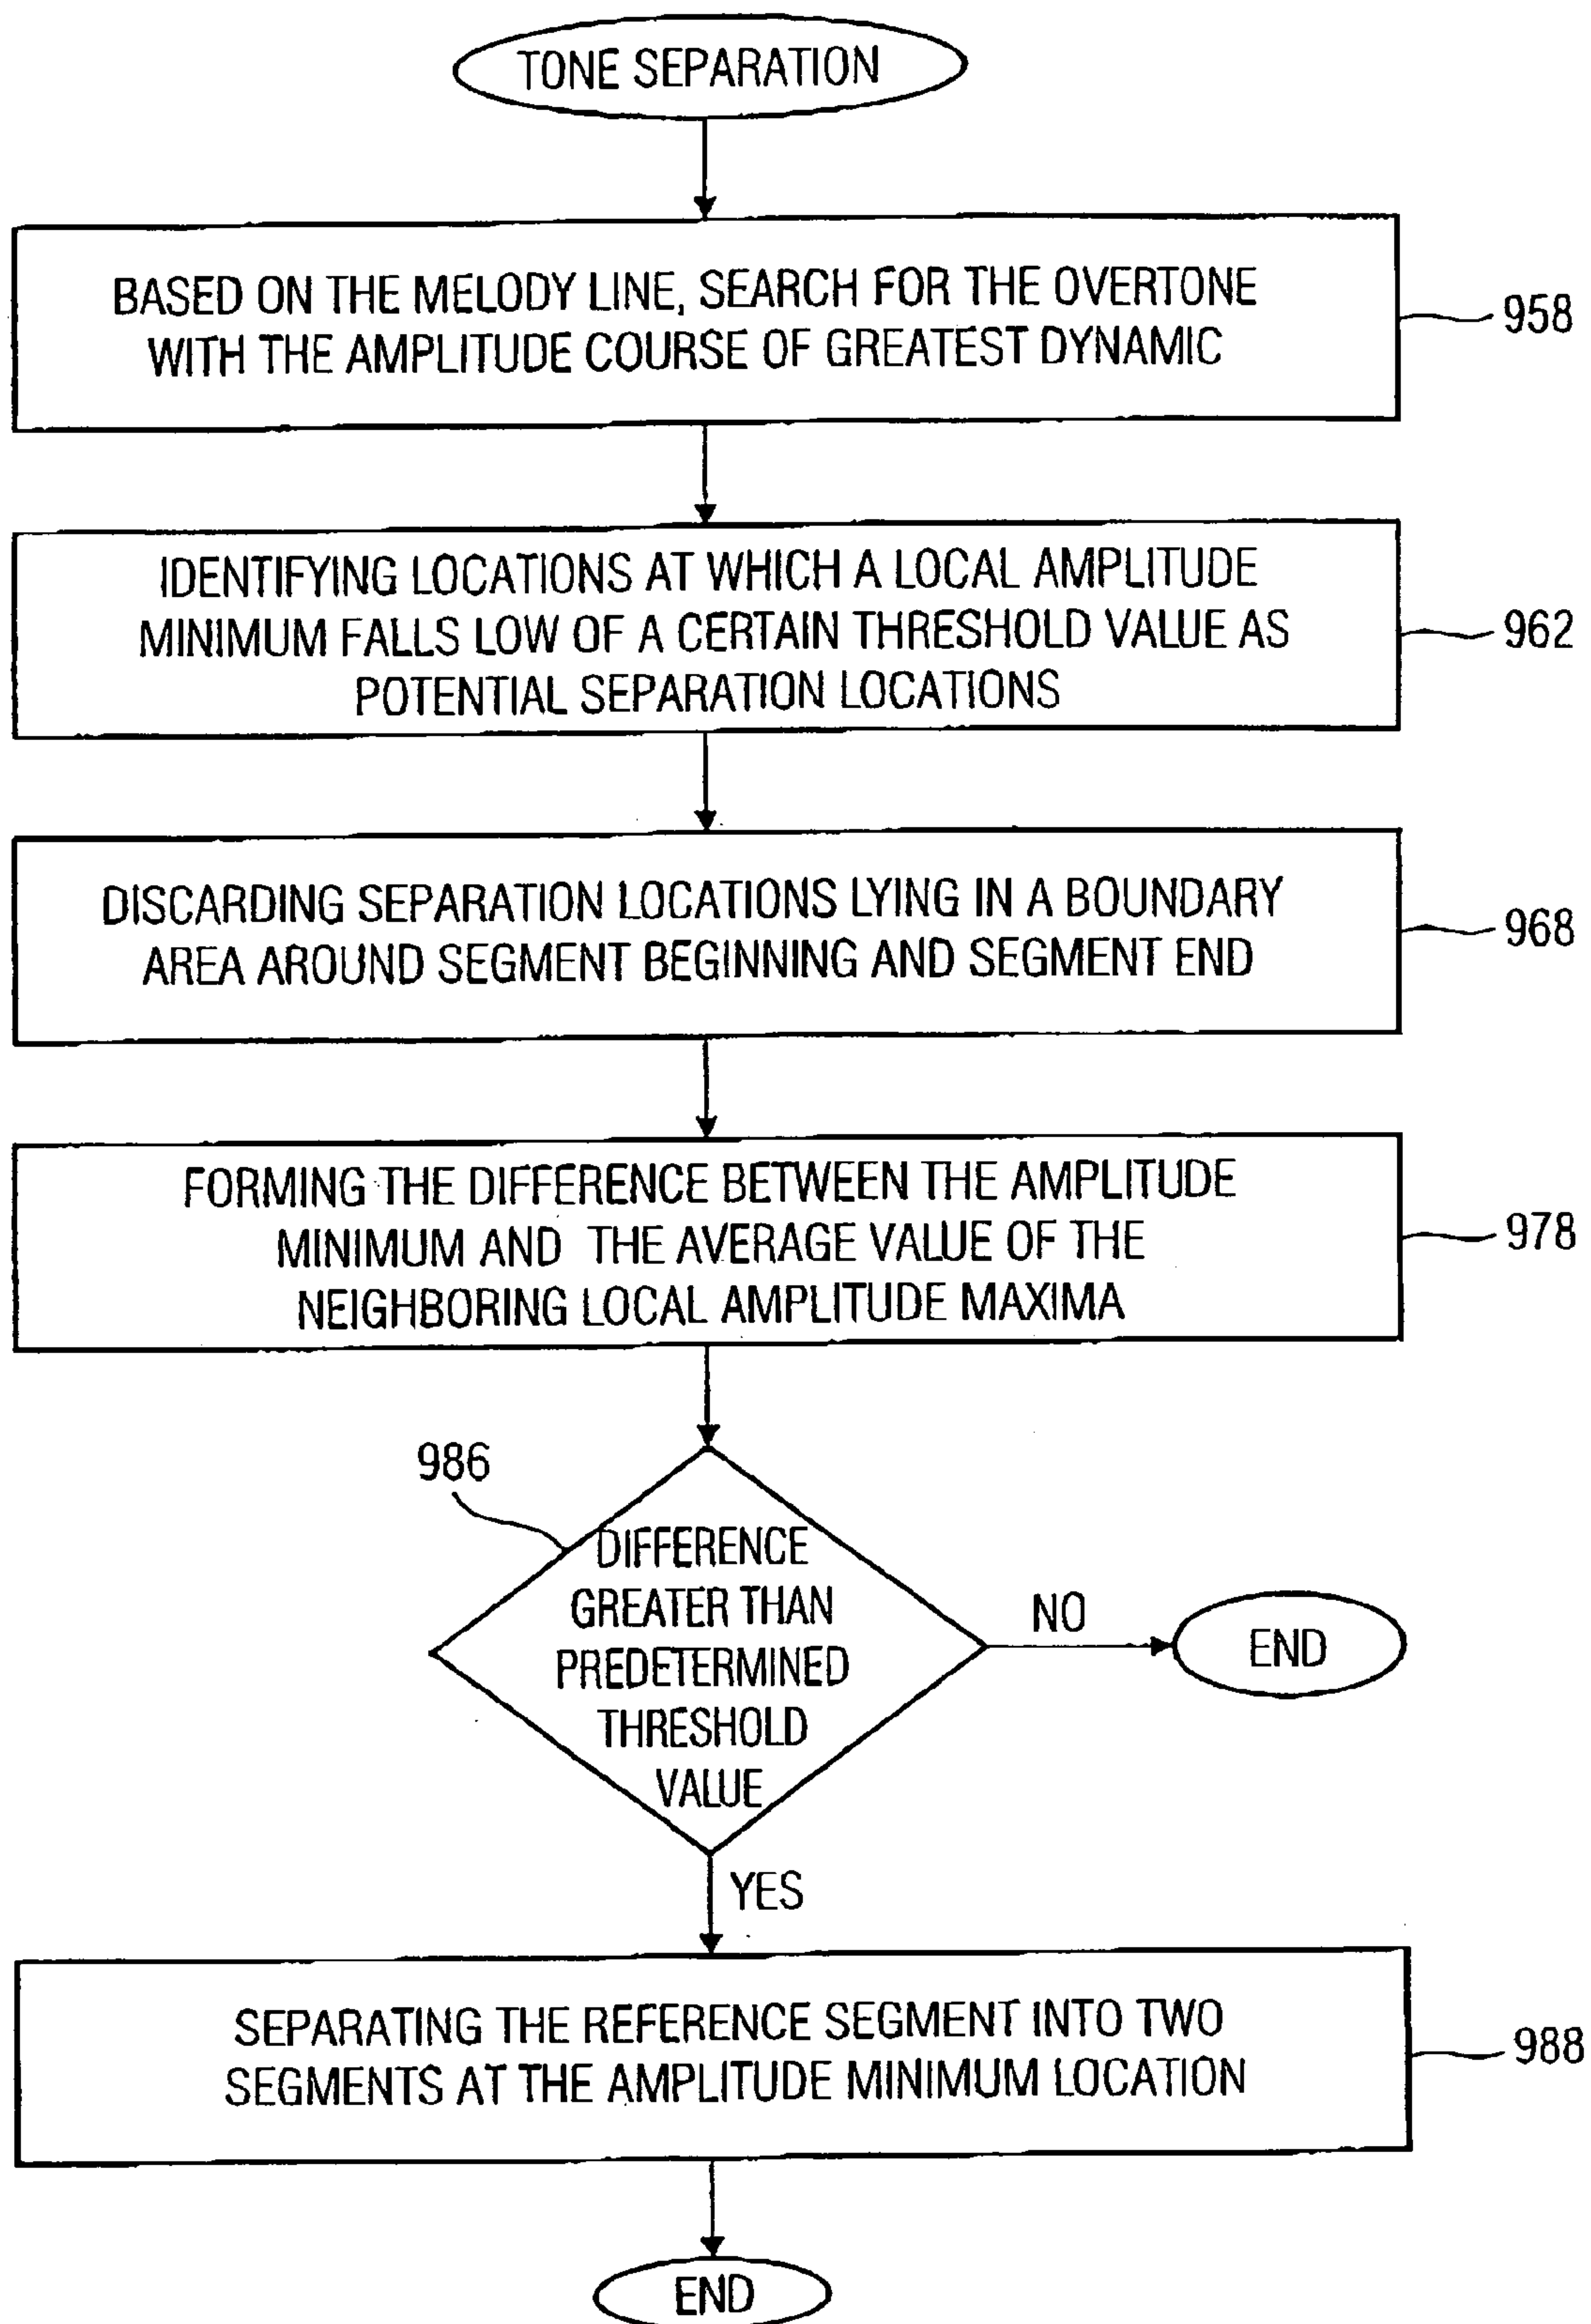 TONE SEPARATION
BASED ON THE MELODY LINE, SEARCH FOR THE OVERTONE
WITH THE AMPLITUDE COURSE OF GREATEST DYNAMIC
958
IDENTIFYING LOCATIONS AT WHICH A LOCAL AMPLITUDE
MINIMUM FALLS LOW OF A CERTAIN THRESHOLD VALUE AS
POTENTIAL SEPARATION LOCATIONS
962
DISCARDING SEPARATION LOCATIONS LYING IN A BOUNDARY
AREA AROUND SEGMENT BEGINNING AND SEGMENT END
968
FORMING THE DIFFERENCE BETWEEN THE AMPLITUDE
MINIMUM AND THE AVERAGE VALUE OF THE
NEIGHBORING LOCAL AMPLITUDE MAXIMA
978
986
DIFFERENCE
GREATER THAN
PREDETERMINED
THRESHOLD
VALUE
NO
END
YES
SEPARATING THE REFERENCE SEGMENT INTO TWO
SEGMENTS AT THE AMPLITUDE MINIMUM LOCATION
988
END